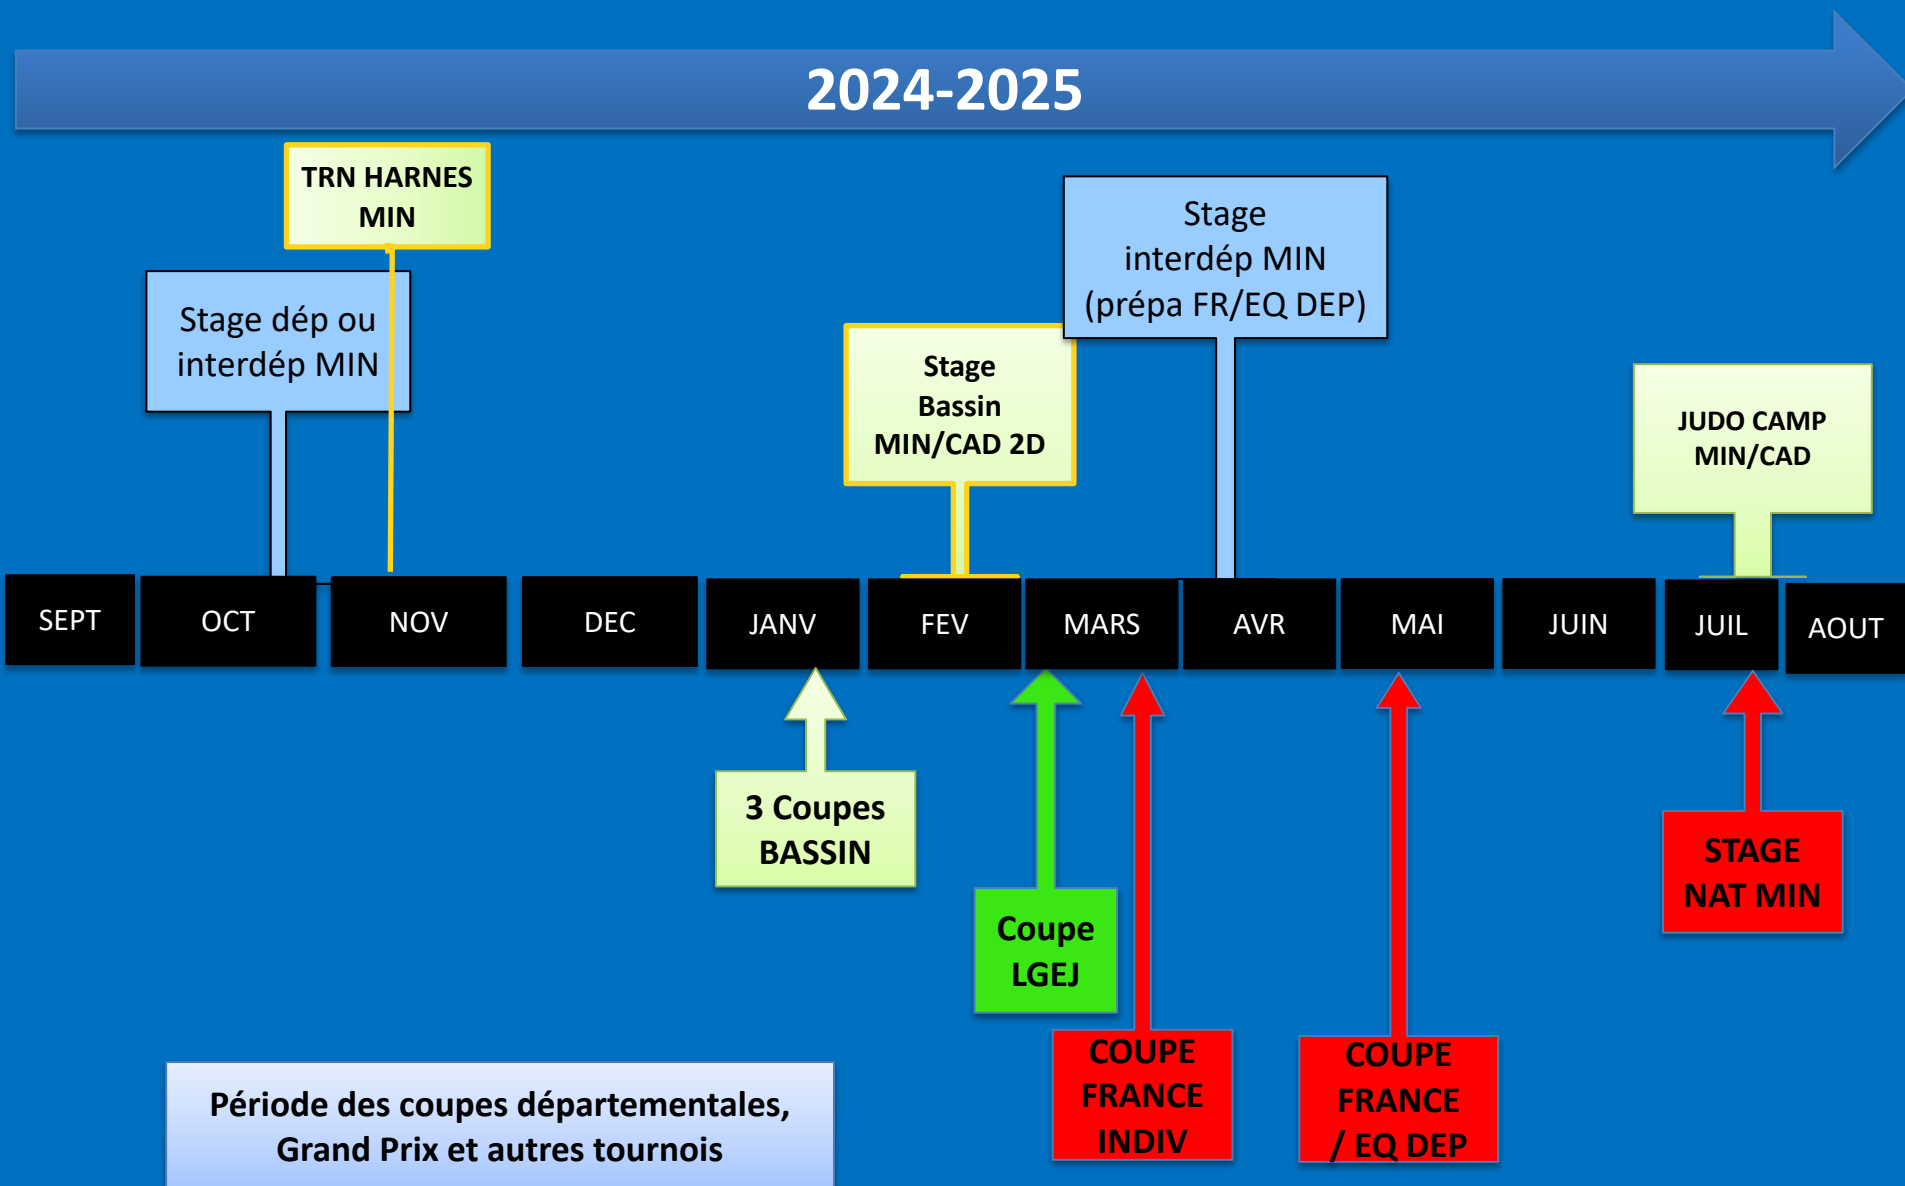 2024-2025
TRN HARNES
MIN
Stage dép ou
interdép MIN
Stage
interdép MIN
(prépa FR/EQ DEP)
Stage
Bassin
MIN/CAD 2D
JUDO CAMP
MIN/CAD
SEPT
OCT
NOV
DEC
JANV
FEV
MARS
AVR
MAI
JUIN
JUIL
AOUT
3 Coupes
BASSIN
Coupe
LGEJ
COUPE
FRANCE
INDIV
COUPE
FRANCE
/ EQ DEP
STAGE
NAT MIN
Période des coupes départementales,
Grand Prix et autres tournois